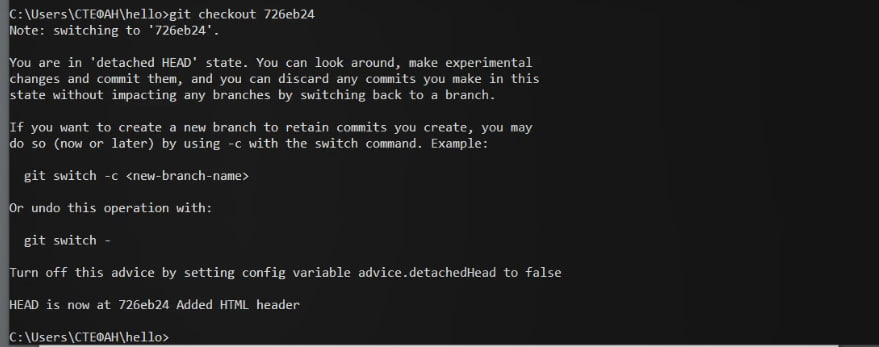 C:\Users\СТЕФАН\hello>git checkout 726eb24
Note: switching to '726eb24'.
You are in 'detached HEAD' state. You can look around, make experimental
changes and commit them, and you can discard any commits you make in this
state without impacting any branches by switching back to a branch.
If you want to create a new branch to retain commits you create, you may
do so (now or later) by using -c with the switch command. Example:
git switch -c <new-branch-name>
Or undo this operation with:
git switch -
Turn off this advice by setting config variable advice.detachedHead to false
HEAD is now at 726eb24 Added HTML header
C:\Users\СТЕФАН\hello>